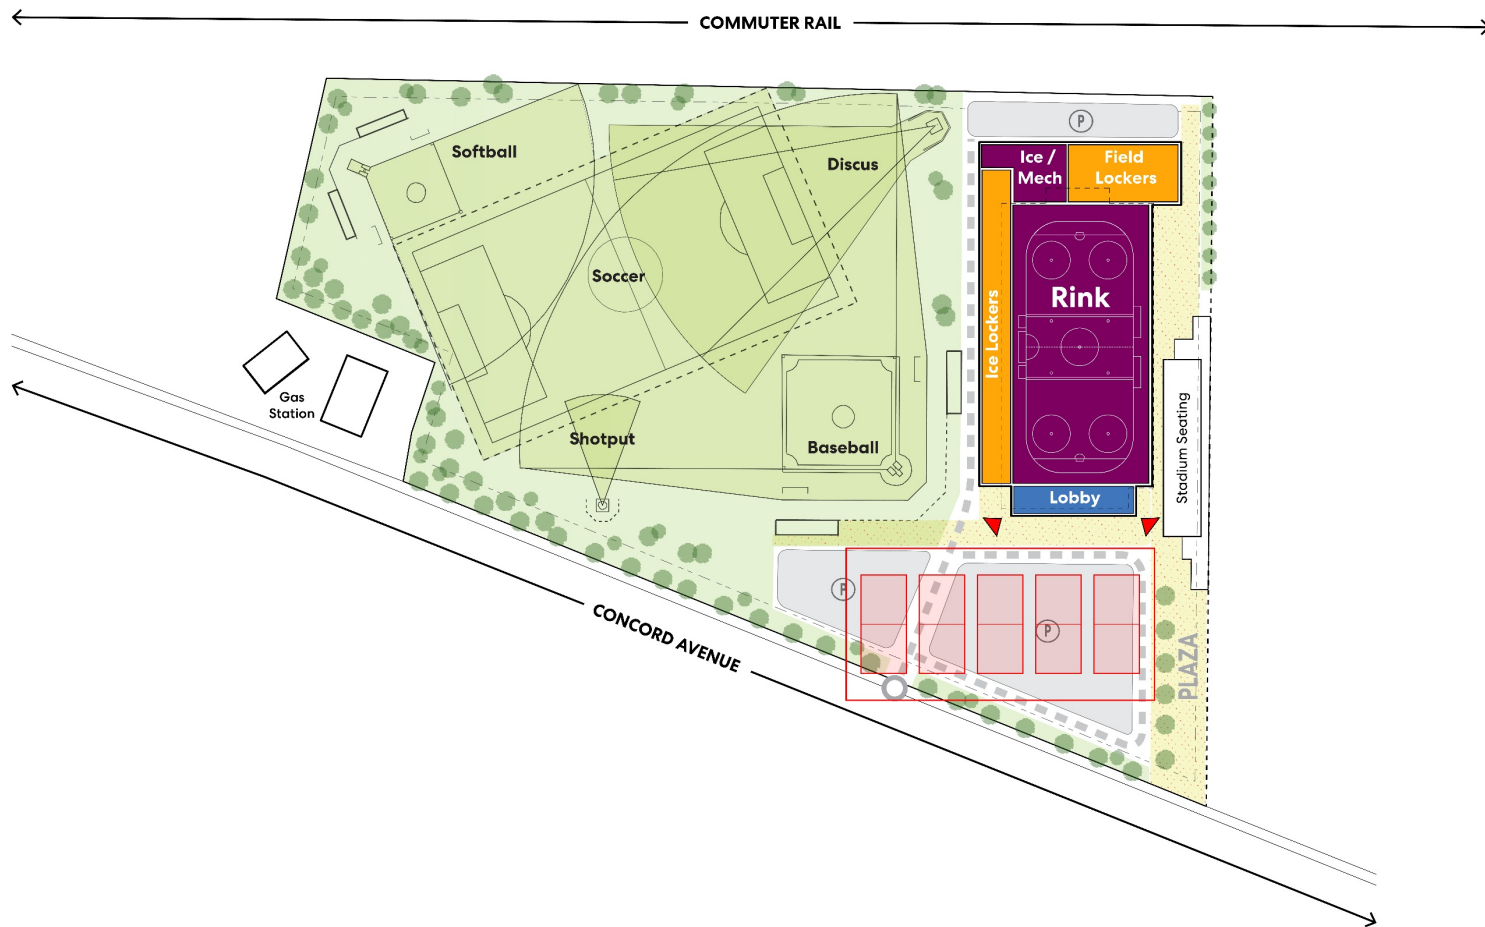 COMMUTER RAIL
P
Softball
Discus
Ice /
Mech
Field
Lockers
Soccer
Rink
Ice Lockers
Gas
Station
Shotput
Baseball
Stadium Seating
Lobby
P
P
CONCORD AVENUE
PLAZA